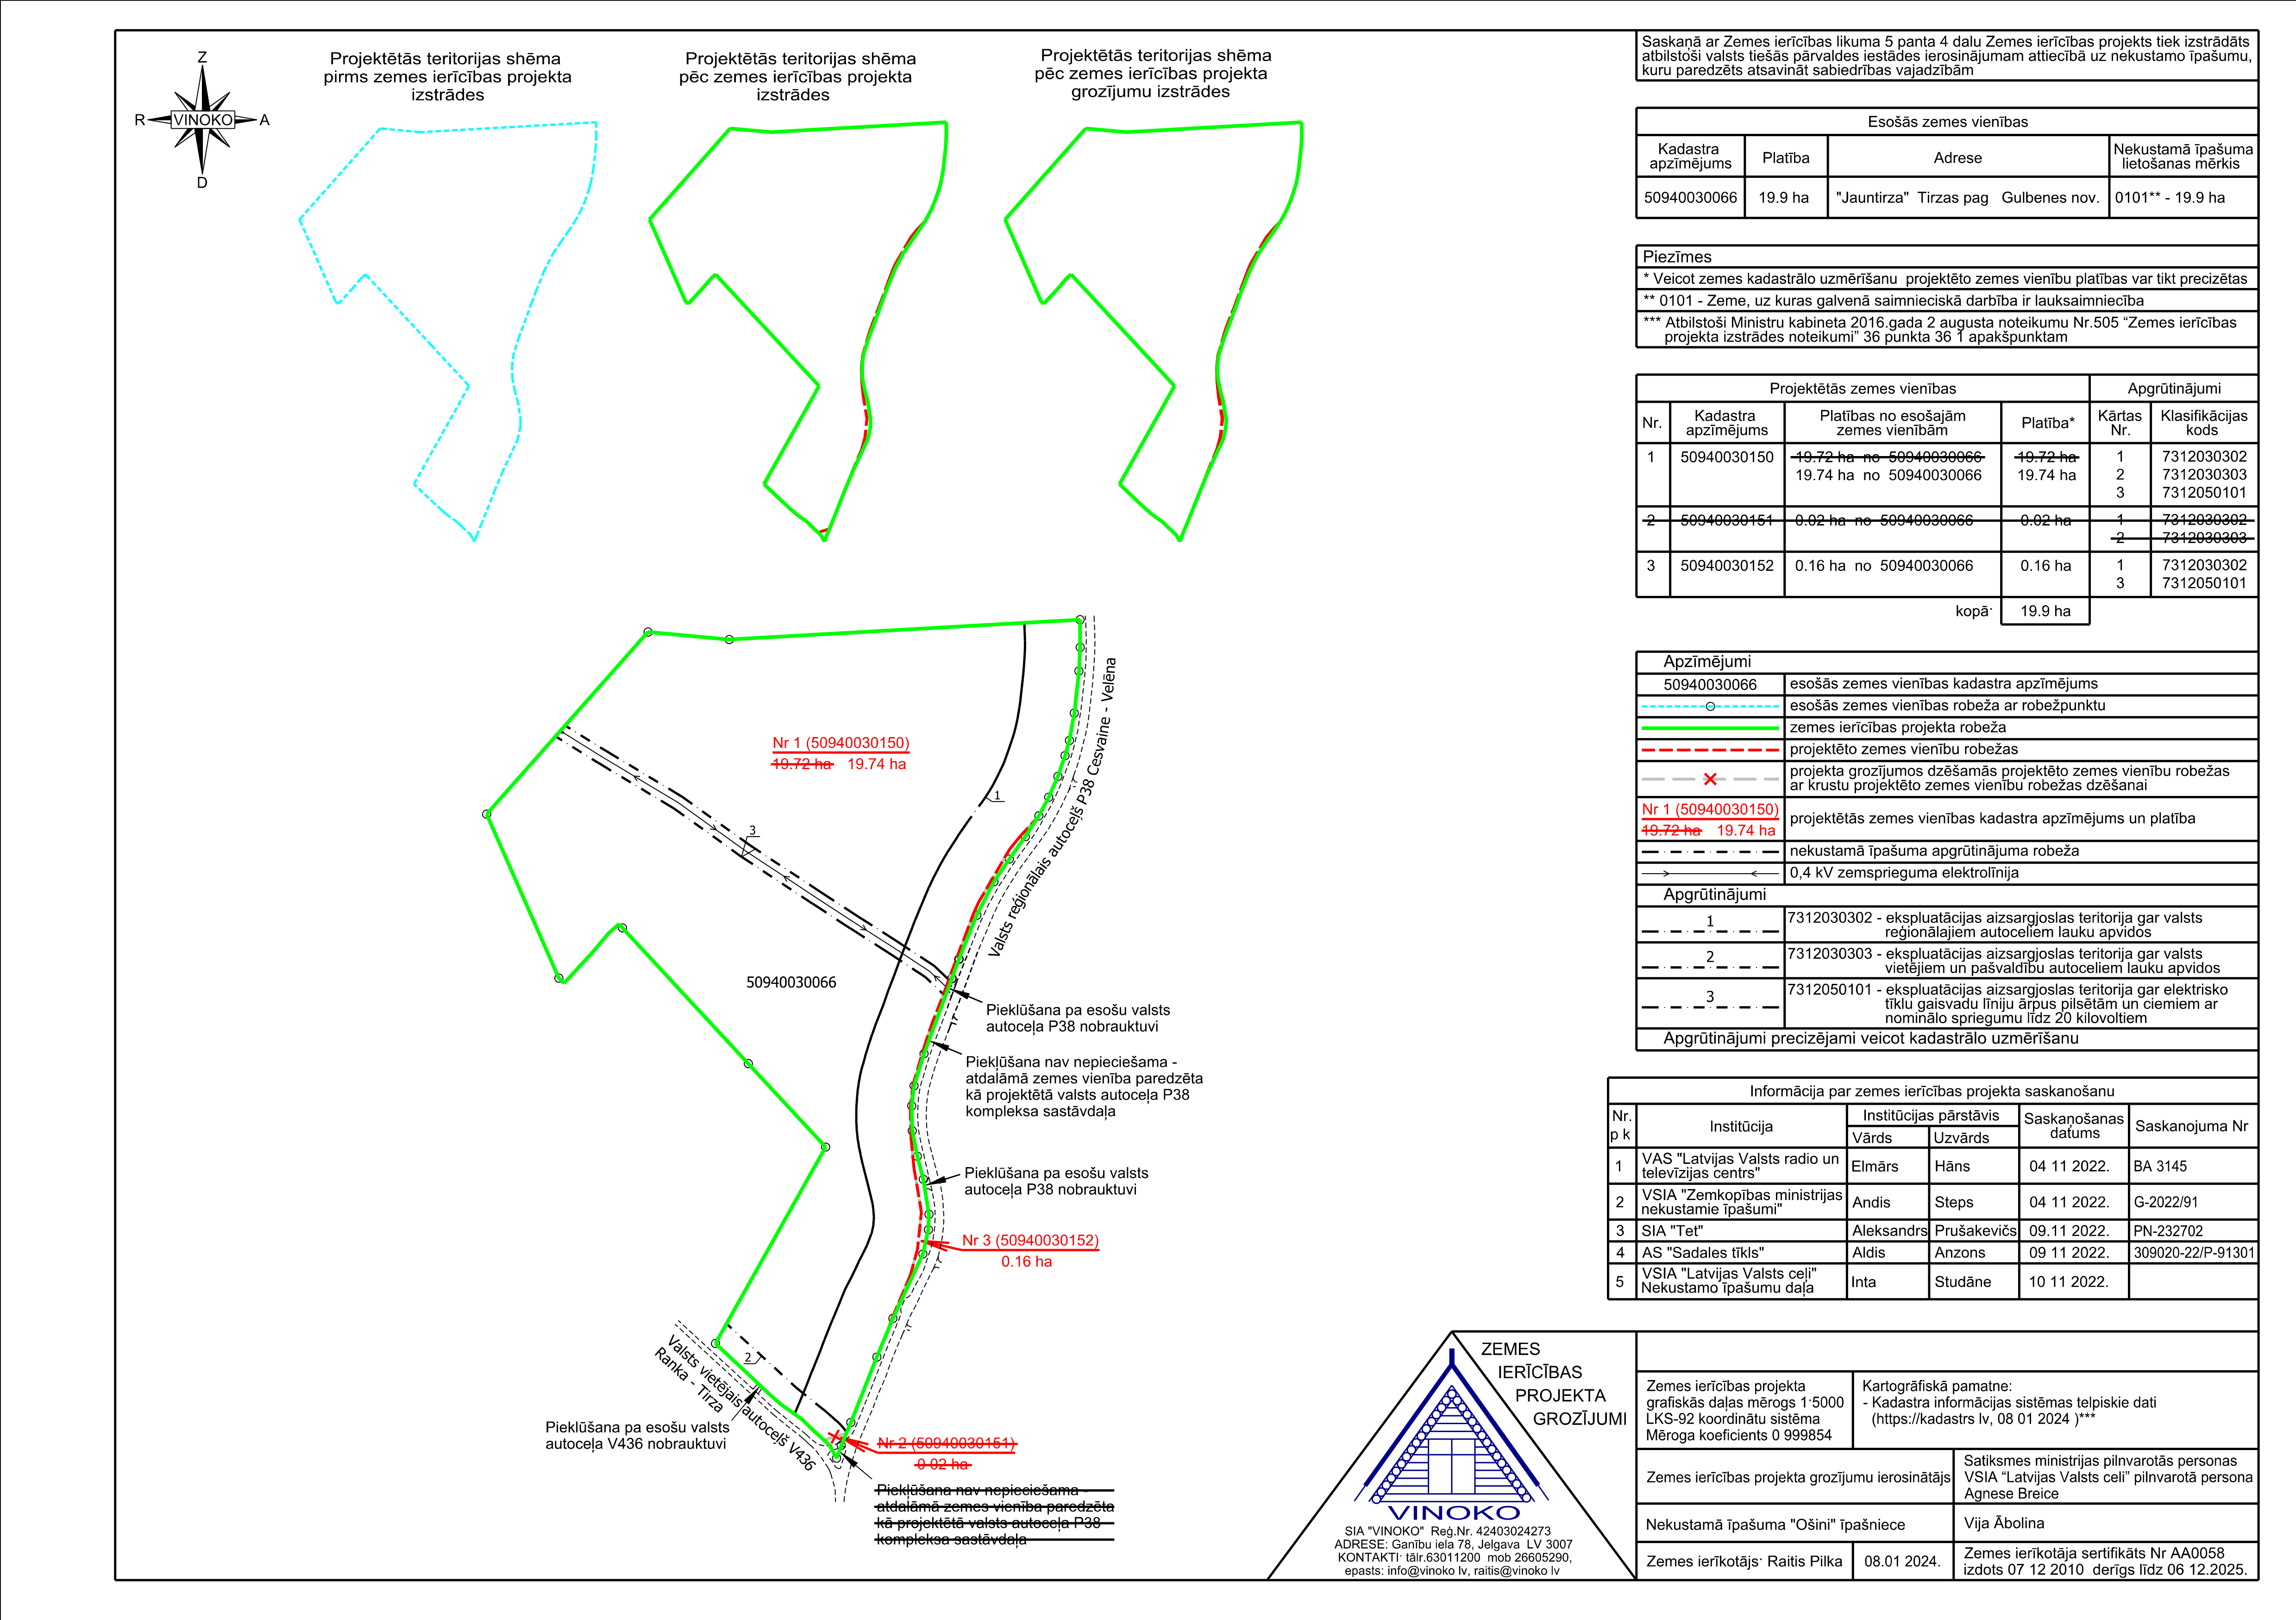 Z
R
VINOKO
A
D
Projektētās teritorijas shēma
pirms zemes ierīcības projekta
izstrādes
Projektētās teritorijas shēma
pēc zemes ierīcības projekta
izstrādes
Projektētās teritorijas shēma
pēc zemes ierīcības projekta
grozījumu izstrādes
Saskaņā ar Zemes ierīcības likuma 5 panta 4 daļu Zemes ierīcības projekts tiek izstrādāts
atbilstoši valsts tiešās pārvaldes iestādes ierosinājumam attiecībā uz nekustamo īpašumu,
kuru paredzēts atsavināt sabiedrības vajadzībām
Esošās zemes vienības
Kadastra apzīmējums Platība Adrese Nekustamā īpašuma lietošanas mērķis
50940030066 19.9 ha "Jauntirza" Tirzas pag Gulbenes nov. 0101** - 19.9 ha
Piezīmes
* Veicot zemes kadastrālo uzmērīšanu projektēto zemes vienību platības var tikt precizētas
** 0101 - Zeme, uz kuras galvenā saimnieciskā darbība ir lauksaimniecība
*** Atbilstoši Ministru kabineta 2016.gada 2 augusta noteikumu Nr.505 “Zemes ierīcības
projekta izstrādes noteikumi” 36 punkta 36 1 apakšpunktam
Projektētās zemes vienības Apgrūtinājumi
Nr. Kadastra apzīmējums Platības no esošajām zemes vienībām Platība* Kārtas Nr. Klasifikācijas kods
1 50940030150 19.72 ha no 50940030066 19.72 ha 1 7312030302
19.74 ha no 50940030066 19.74 ha 2 7312030303
3 7312050101
2 50940030151 0.02 ha no 50940030066 0.02 ha 1 7312030302
2 7312030303
3 50940030152 0.16 ha no 50940030066 0.16 ha 1 7312030302
3 7312050101
kopā· 19.9 ha
Apzīmējumi
50940030066 esošās zemes vienības kadastra apzīmējums
esošās zemes vienības robeža ar robežpunktu
zemes ierīcības projekta robeža
projektēto zemes vienību robežas
projekta grozījumos dzēšamās projektēto zemes vienību robežas
ar krustu projektēto zemes vienību robežas dzēšanai
Nr 1 (50940030150)
19.72 ha 19.74 ha
projektētās zemes vienības kadastra apzīmējums un platība
nekustamā īpašuma apgrūtinājuma robeža
0,4 kV zemsprieguma elektrolīnija
Apgrūtinājumi
1 7312030302 - ekspluatācijas aizsargjoslas teritorija gar valsts
reģionālajiem autoceļiem lauku apvidos
2 7312030303 - ekspluatācijas aizsargjoslas teritorija gar valsts
vietējiem un pašvaldību autoceļiem lauku apvidos
3 7312050101 - ekspluatācijas aizsargjoslas teritorija gar elektrisko
tīklu gaisvadu līniju ārpus pilsētām un ciemiem ar
nominālo spriegumu līdz 20 kilovoltiem
Apgrūtinājumi precizējami veicot kadastrālo uzmērīšanu
Informācija par zemes ierīcības projekta saskaņošanu
Nr. p k Institūcija Institūcijas pārstāvis Saskaņošanas datums Saskaņojuma Nr
Vārds Uzvārds
1 VAS "Latvijas Valsts radio un televīzijas centrs" Elmārs Hāns 04 11 2022. BA 3145
2 VSIA "Zemkopības ministrijas nekustamie īpašumi" Andis Steps 04 11 2022. G-2022/91
3 SIA "Tet" Aleksandrs Prušakevičs 09.11 2022. PN-232702
4 AS "Sadales tīkls" Aldis Anzons 09 11 2022. 309020-22/P-91301
5 VSIA "Latvijas Valsts ceļi" Nekustamo īpašumu daļa Inta Studāne 10 11 2022.
Nr 1 (50940030150)
19.72 ha 19.74 ha
1
3
Valsts reģionālais autoceļš P38 Cesvaine - Velēna
50940030066
Piekļūšana pa esošu valsts
autoceļa P38 nobrauktuvi
Piekļūšana nav nepieciešama -
atdalāmā zemes vienība paredzēta
kā projektētā valsts autoceļa P38
kompleksa sastāvdaļa
Piekļūšana pa esošu valsts
autoceļa P38 nobrauktuvi
Nr 3 (50940030152)
0.16 ha
2
Valsts vietējais autoceļš V436
Ranka - Tirza
Piekļūšana pa esošu valsts
autoceļa V436 nobrauktuvi
Nr 2 (50940030151)
0 02 ha
Piekļūšana nav nepieciešama -
atdalāmā zemes vienība paredzēta
kā projektētā valsts autoceļa P38
kompleksa sastāvdaļa
ZEMES
IERĪCĪBAS
PROJEKTA
GROZĪJUMI
VINOKO
SIA "VINOKO" Reģ.Nr. 42403024273
ADRESE: Ganību iela 78, Jelgava LV 3007
KONTAKTI· tālr.63011200 mob 26605290,
epasts: info@vinoko lv, raitis@vinoko lv
Zemes ierīcības projekta
grafiskās daļas mērogs 1·5000
LKS-92 koordinātu sistēma
Mēroga koeficients 0 999854
Kartogrāfiskā pamatne:
- Kadastra informācijas sistēmas telpiskie dati
(https://kadastrs lv, 08 01 2024 )***
Zemes ierīcības projekta grozījumu ierosinātājs
Satiksmes ministrijas pilnvarotās personas
VSIA “Latvijas Valsts ceļi” pilnvarotā persona
Agnese Breice
Nekustamā īpašuma "Ošini" īpašniece Vija Ābolina
Zemes ierīkotājs· Raitis Pilka 08.01 2024.
Zemes ierīkotāja sertifikāts Nr AA0058
izdots 07 12 2010 derīgs līdz 06 12.2025.